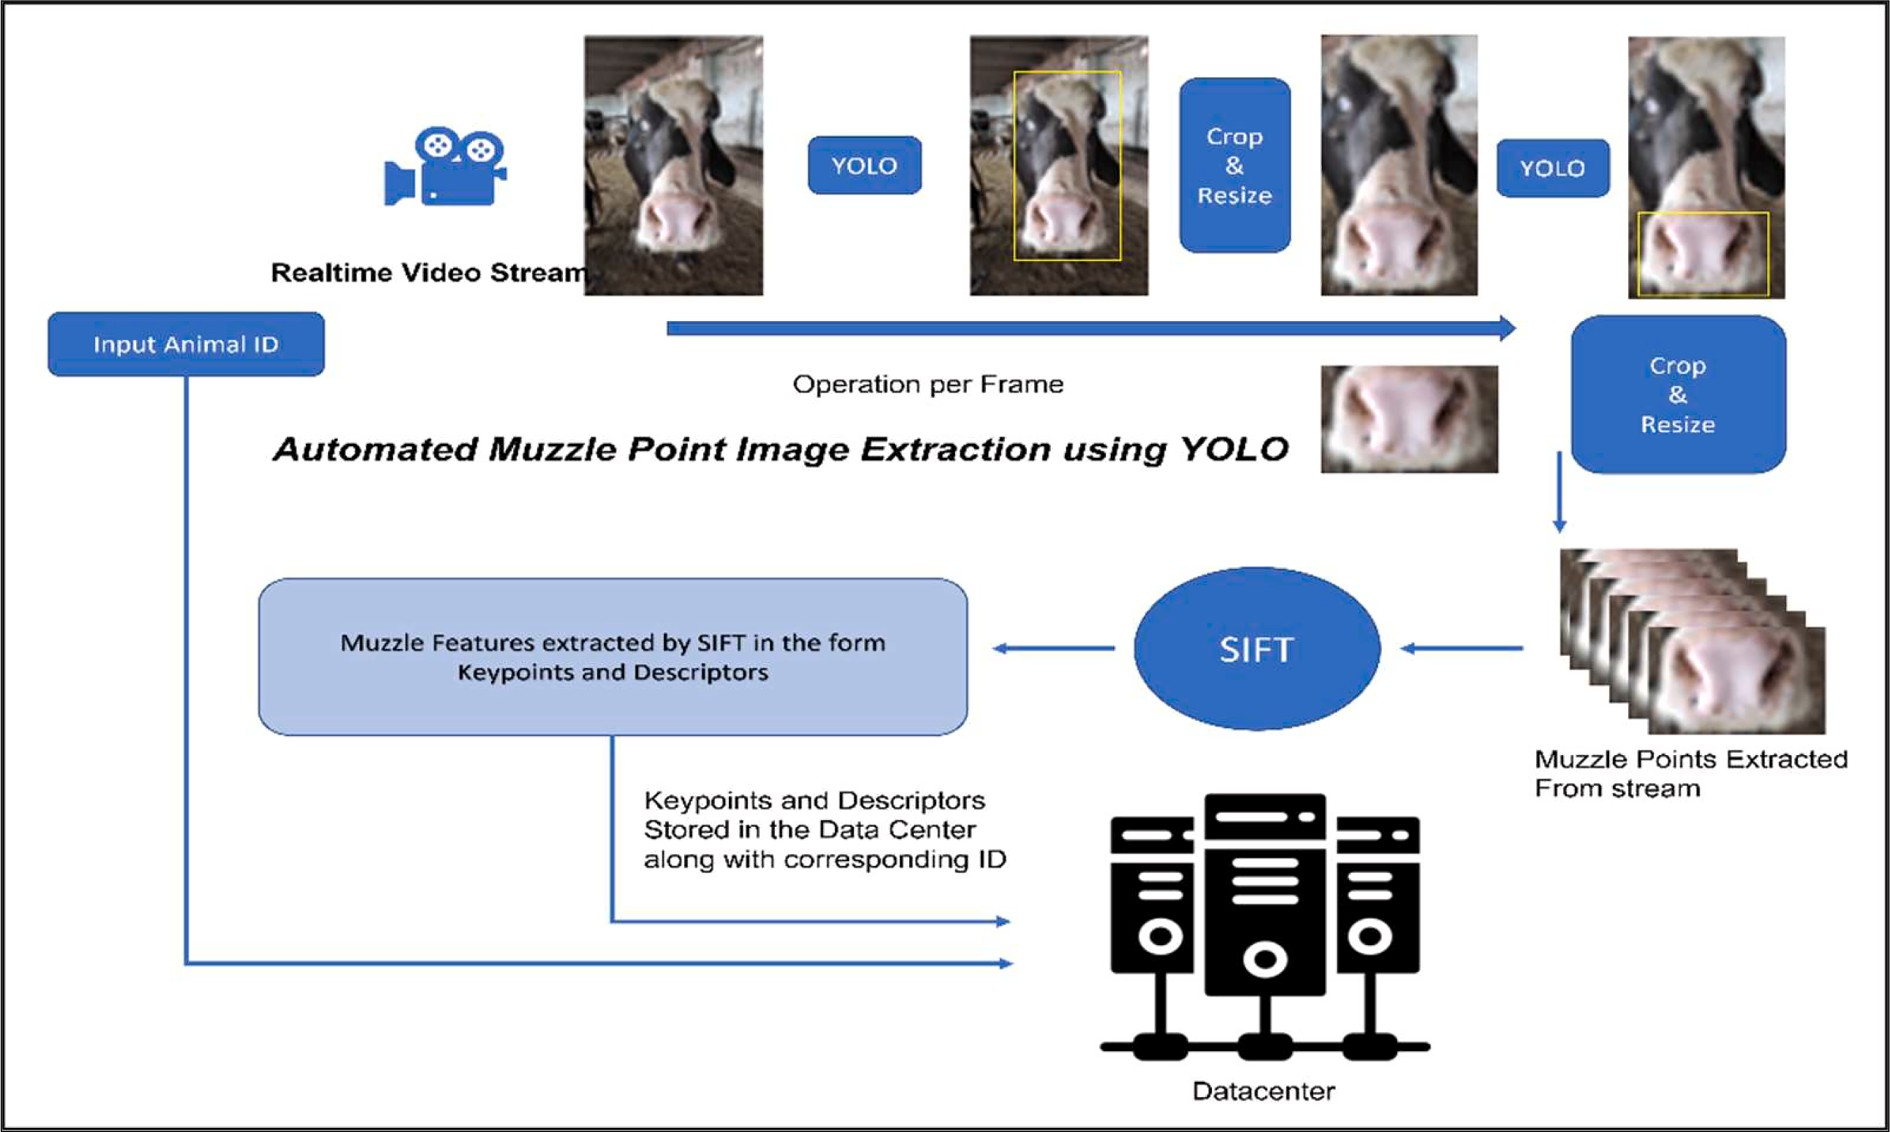 YOLO
Crop
&
Resize
YOLO
Realtime Video Stream
Input Animal ID
Operation per Frame
Crop
&
Resize
Automated Muzzle Point Image Extraction using YOLO
Muzzle Features extracted by SIFT in the form
Keypoints and Descriptors
SIFT
Muzzle Points Extracted
From stream
Keypoints and Descriptors
Stored in the Data Center
along with corresponding ID
Datacenter